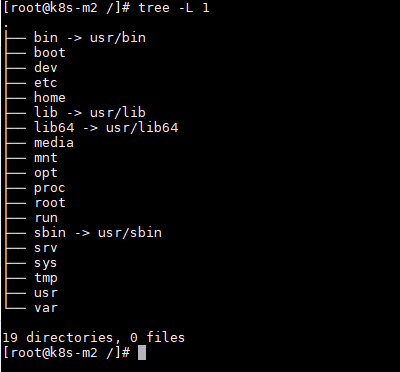 [root@k8s-m2 /]# tree -L 1
.
├── bin -> usr/bin
├── boot
├── dev
├── etc
├── home
├── lib -> usr/lib
├── lib64 -> usr/lib64
├── media
├── mnt
├── opt
├── proc
├── root
├── run
├── sbin -> usr/sbin
├── srv
├── sys
├── tmp
├── usr
└── var
19 directories, 0 files
[root@k8s-m2 /]#